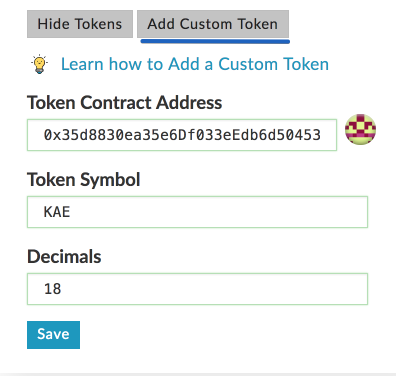 Hide Tokens Add Custom Token
Learn how to Add a Custom Token
Token Contract Address
0x35d8830ea35e6Df033eEdb6d50453
Token Symbol
KAE
Decimals
18
Save